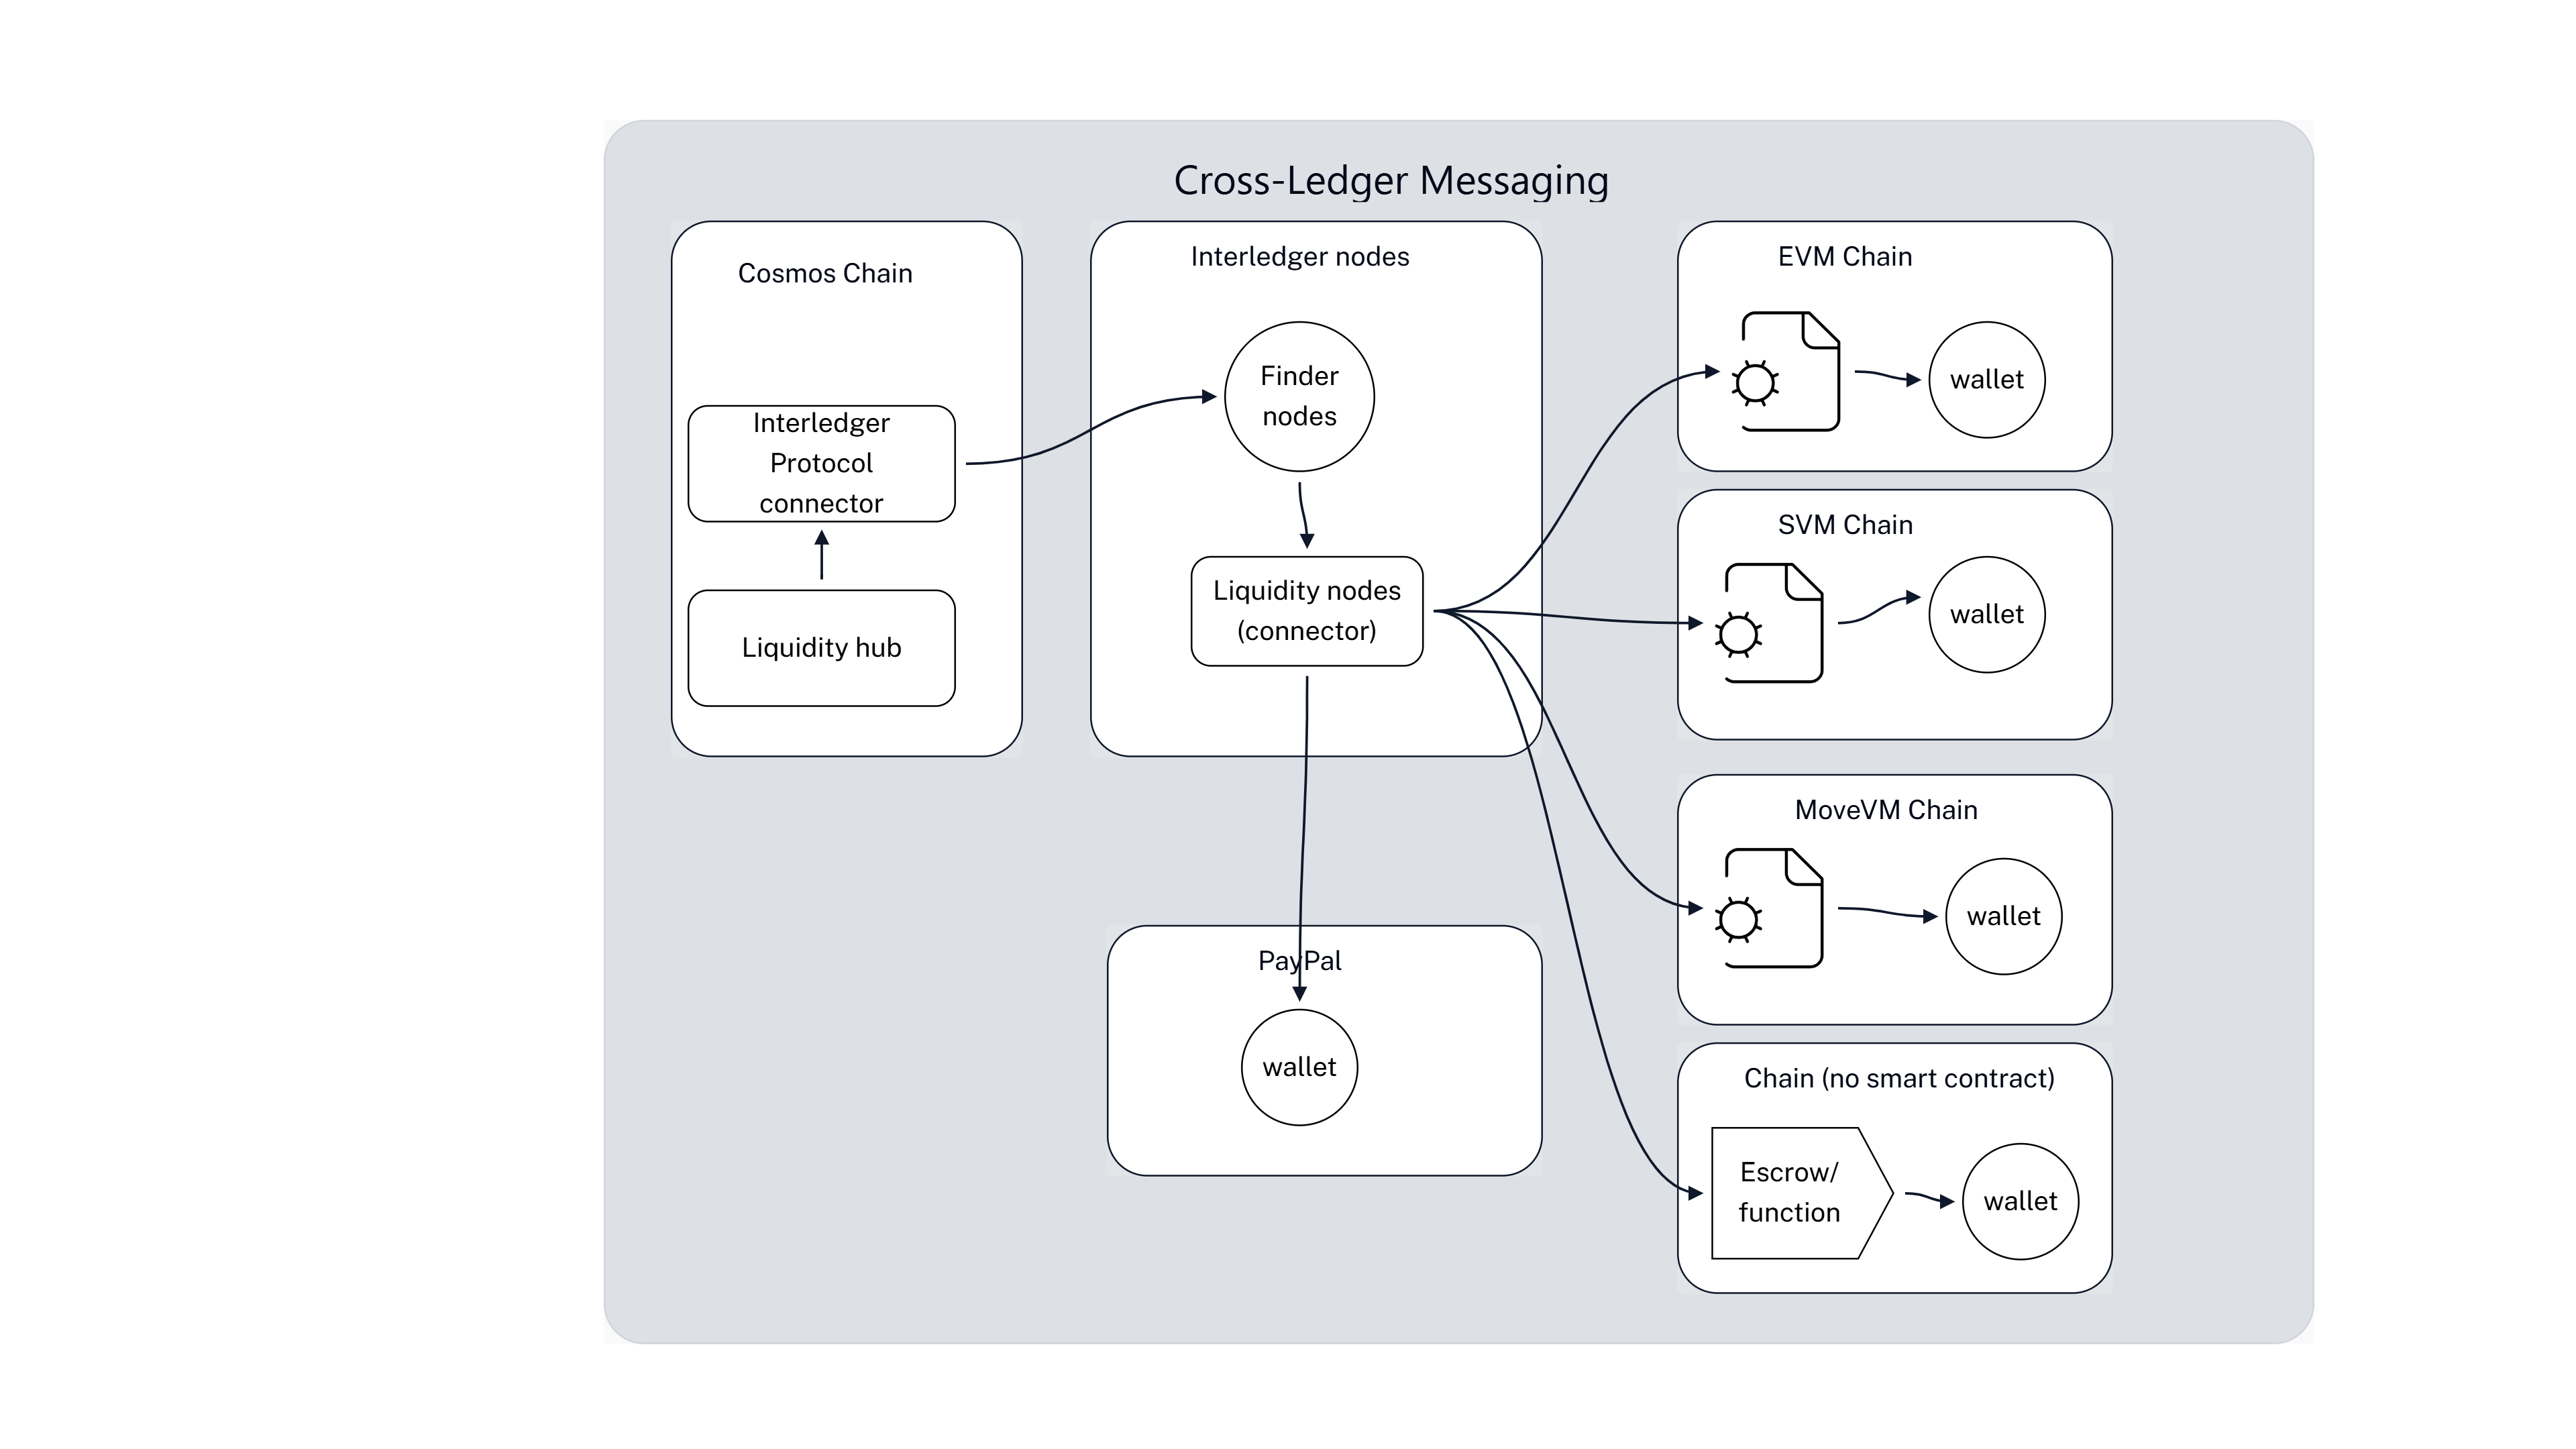 Cross-Ledger Messaging
Cosmos Chain
Interledger
Protocol
connector
Liquidity hub
Interledger nodes
Finder
nodes
Liquidity nodes
(connector)
PayPal
wallet
EVM Chain
wallet
SVM Chain
wallet
MoveVM Chain
wallet
Chain (no smart contract)
Escrow/
function
wallet